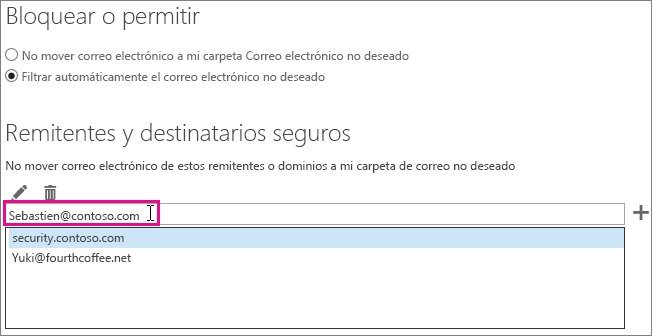 Bloquear o permitir
No mover correo electrónico a mi carpeta Correo electrónico no deseado
Filtrar automáticamente el correo electrónico no deseado
Remitentes y destinatarios seguros
No mover correo electrónico de estos remitentes o dominios a mi carpeta de correo no deseado
Sebastien@contoso.com
security.contoso.com
Yuki@fourthcoffee.net